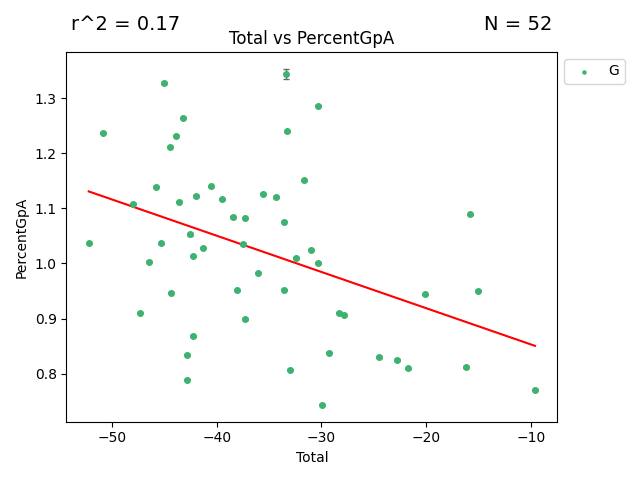 r^2 = 0.17
N = 52
Total vs PercentGpA
G
PercentGpA
1.3
1.2
1.1
1.0
0.9
0.8
−50
−40
−30
−20
−10
Total